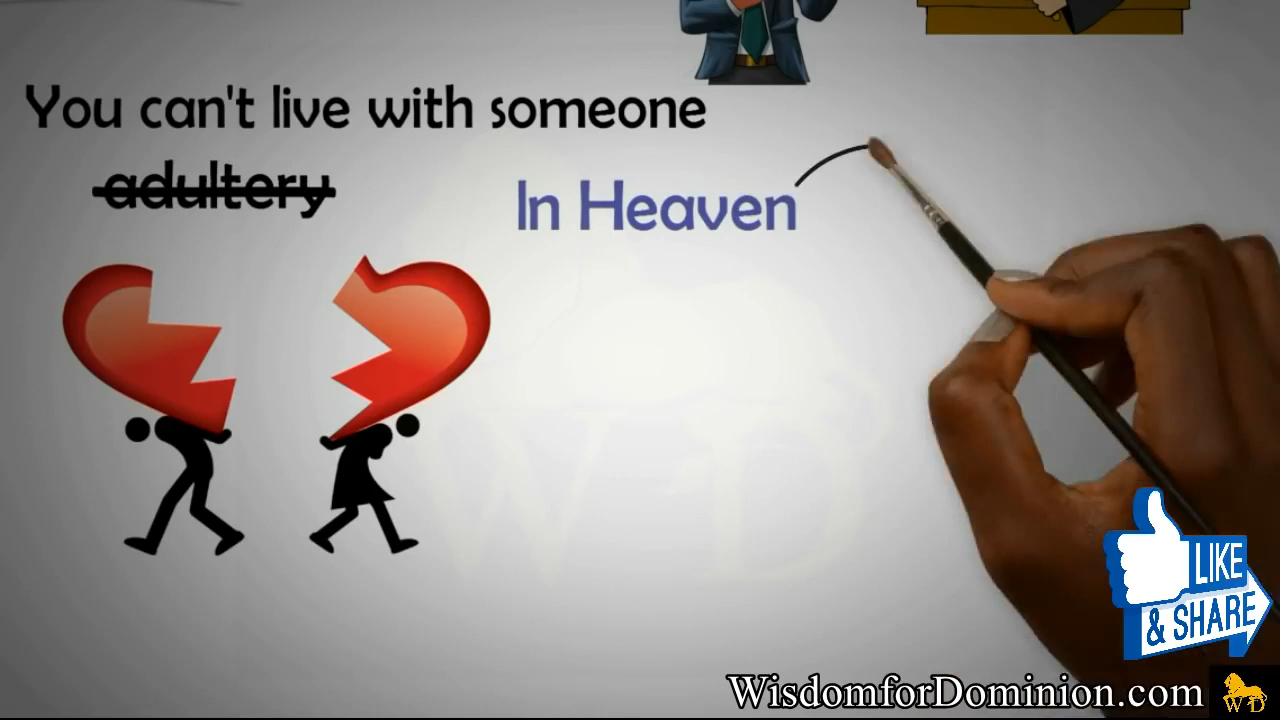 You can't live with someone
adultery
In Heaven
LIKE
& SHARE
WisdomforDominion.com
WD